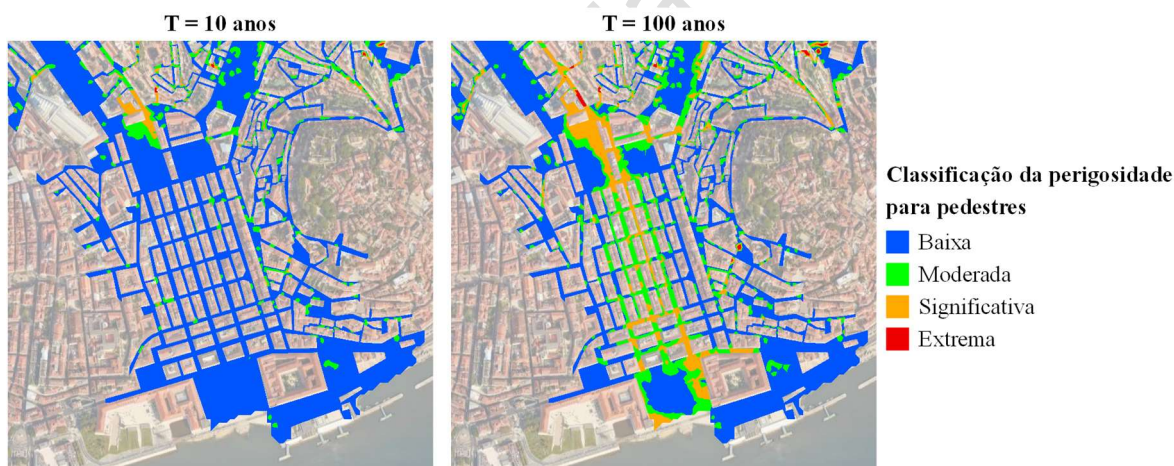 T = 10 anos
T = 100 anos
Classificação da perigosidade
para pedestres
Baixa
Moderada
Significativa
Extrema